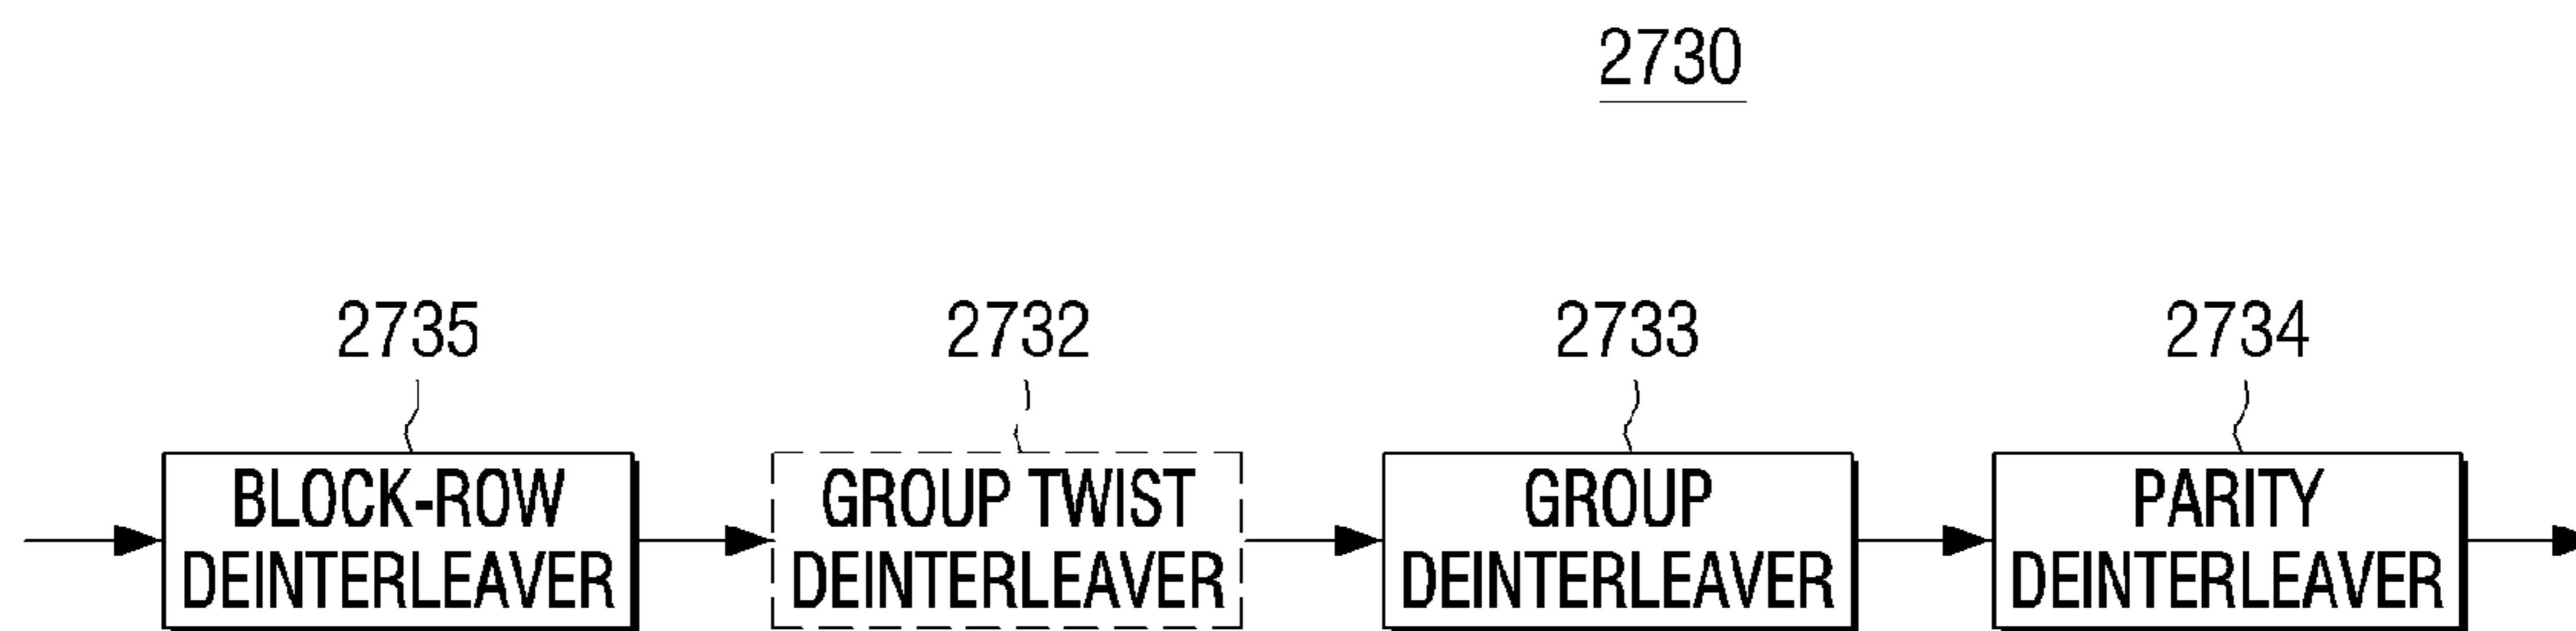 2730
2735
2732
2733
2734
BLOCK-ROW
DEINTERLEAVER
GROUP TWIST
DEINTERLEAVER
GROUP
DEINTERLEAVER
PARITY
DEINTERLEAVER